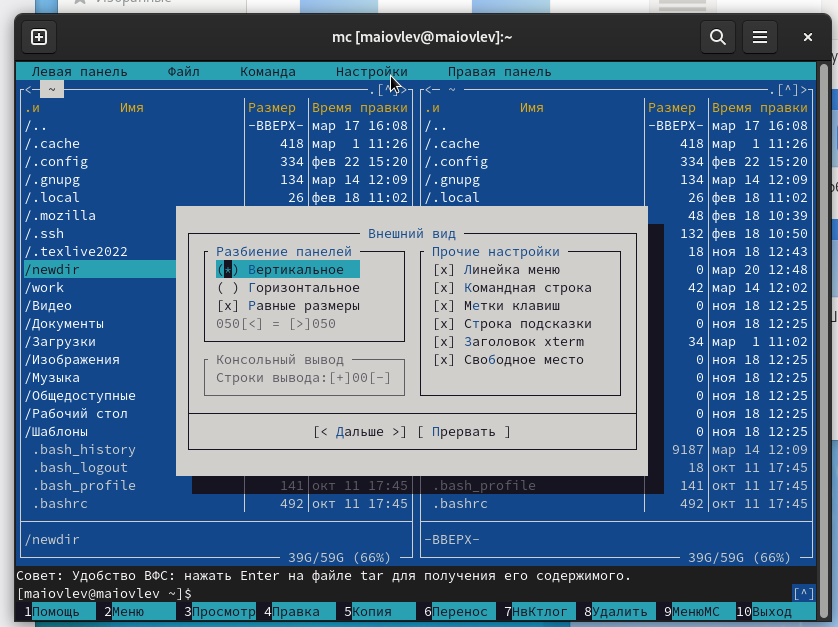 Избранное
mc [maiovlev@maiovlev]:~
Левая панель Файл Команда Настройки Правая панель
<─ ~ .[^]> <─ ~ .[^]>
.и Имя Размер Время правки .и Имя Размер Время правки
/.. -ВВЕРХ- мар 17 16:08 /.. -ВВЕРХ- мар 17 16:08
/.cache 418 мар 1 11:26 /.cache 418 мар 1 11:26
/.config 334 фев 22 15:20 /.config 334 фев 22 15:20
/.gnupg 134 мар 14 12:09 /.gnupg 134 мар 14 12:09
/.local 26 фев 18 11:02 /.local 26 фев 18 11:02
/.mozilla 48 фев 18 10:39
/.ssh Внешний вид 132 фев 18 10:50
/.texlive2022 Разбиение панелей Прочие настройки 18 ноя 18 12:43
/newdir (*) Вертикальное [x] Линейка меню 0 мар 20 12:48
/work ( ) Горизонтальное [x] Командная строка 42 мар 14 12:02
/Видео [x] Равные размеры [x] Метки клавиш 0 ноя 18 12:25
/Документы 050[<] = [>]050 [x] Строка подсказки 0 ноя 18 12:25
/Загрузки [x] Заголовок xterm 34 мар 1 11:02
/Изображения Консольный вывод [x] Свободное место 0 ноя 18 12:25
/Музыка Строки вывода:[+]00[-] 0 ноя 18 12:25
/Общедоступные 0 ноя 18 12:25
/Рабочий стол 0 ноя 18 12:25
/Шаблоны [< Дальше >] [ Прервать ] 0 ноя 18 12:25
.bash_history 9187 мар 14 12:09
.bash_logout 18 окт 11 17:45
.bash_profile 141 окт 11 17:45 .bash_profile 141 окт 11 17:45
.bashrc 492 окт 11 17:45 .bashrc 492 окт 11 17:45
/newdir -ВВЕРХ-
39G/59G (66%) 39G/59G (66%)
Совет: Удобство ВФС: нажать Enter на файле tar для получения его содержимого.
[maiovlev@maiovlev ~]$ [^]
1Помощь 2Меню 3Просмотр 4Правка 5Копия 6Перенос 7НвКтлог 8Удалить 9МенюMC 10Выход